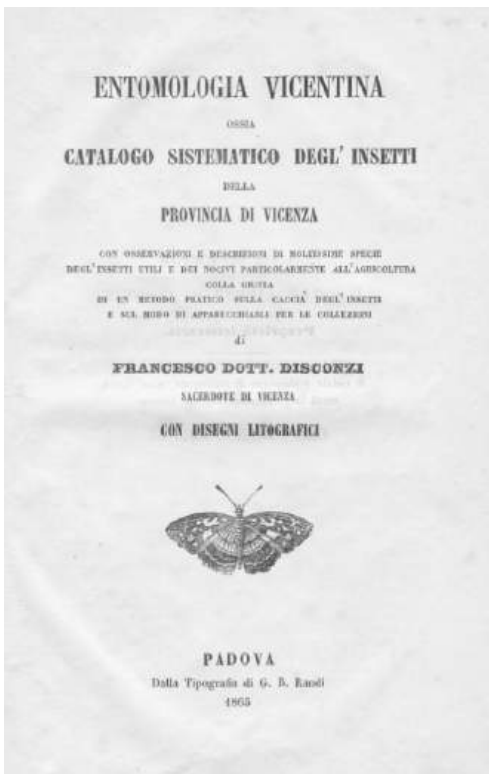 ENTOMOLOGIA VICENTINA
OSSIA
CATALOGO SISTEMATICO DEGL' INSETTI
DELLA
PROVINCIA DI VICENZA
CON OSSERVAZIONI E DESCRIZIONI DI MOLTISSIME SPECIE
DEGL' INSETTI UTILI E DEI NOCIVI PARTICOLARMENTE ALL' AGRICOLTURA
COLLA GIUNTA
DI UN METODO PRATICO SULLA CACCIA DEGL' INSETTI
E SUL MODO DI APPARECCHIARLI PER LE COLLEZIONI
di
FRANCESCO DOTT. DISCONZI
SACERDOTE DI VICENZA
CON DISEGNI LITOGRAFICI
PADOVA
Dalla Tipografia di G. B. Randi
1865